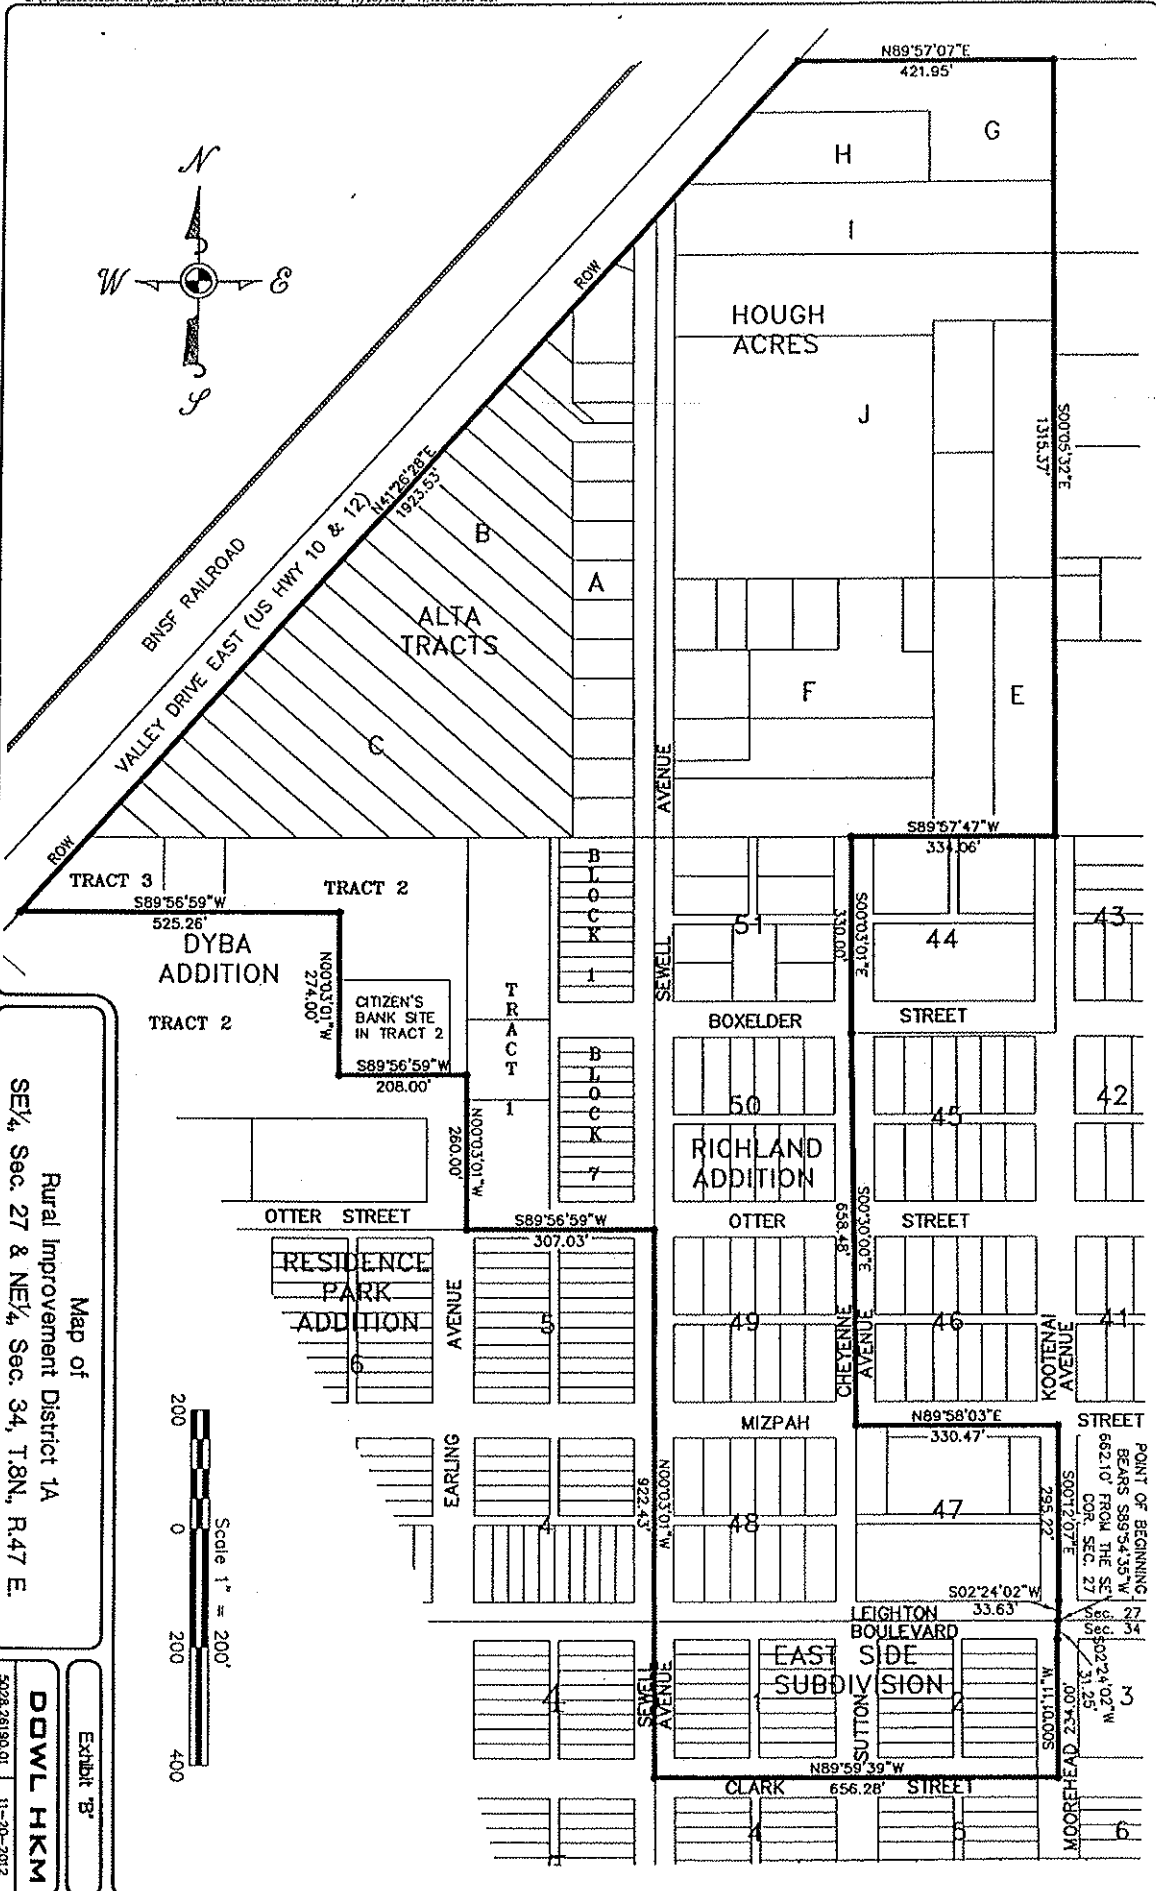 N89°57'07"E
421.95'
G
H
I
N
W
E
S
ROW
HOUGH
ACRES
J
S00°05'32"E
1315.37'
N41°26'28"E
1923.53'
B
A
ALTA
TRACTS
BNSF RAILROAD
VALLEY DRIVE EAST (US HWY 10 & 12)
C
F
E
AVENUE
ROW
S89°57'47"W
334.06'
TRACT 3
TRACT 2
S89°56'59"W
525.26'
DYBA
ADDITION
N00°03'01"W
274.00'
TRACT 2
CITIZEN'S
BANK SITE
IN TRACT 2
S89°56'59"W
208.00'
TRACT 1
BLOCK 1
BLOCK 7
SEWELL
51
330.00'
S00°03'01"E
44
43
BOXELDER
STREET
50
45
42
RICHLAND
ADDITION
N00°03'01"W
260.00'
OTTER STREET
S89°56'59"W
307.03'
OTTER
STREET
658.48'
S00°30'00"E
RESIDENCE
PARK
ADDITION
6
AVENUE
5
49
CHEYENNE
AVENUE
46
KOOTENAI
AVENUE
41
MIZPAH
N89°58'03"E
330.47'
STREET
EARLING
4
N00°03'01"W
922.43'
48
47
S00°12'07"E
295.22'
POINT OF BEGINNING
BEARS S89°54'35"W
662.10' FROM THE SE
COR. SEC. 27
S02°24'02"W
33.63'
Sec. 27
Sec. 34
LEIGHTON
BOULEVARD
S02°24'02"W
31.25'
EAST SIDE
SUBDIVISION
4
SEWELL
AVENUE
1
SUTTON
2
S00°01'11"W
234.00'
MOOREHEAD
3
N89°59'39"W
656.28'
CLARK
STREET
4
5
6
200
0
200
400
Scale 1" = 200'
Map of
Rural Improvement District 1A
SE¼, Sec. 27 & NE¼, Sec. 34, T.8N., R.47 E.
Exhibit "B"
DOWL HKM
5028.26190.01
11-20-2012